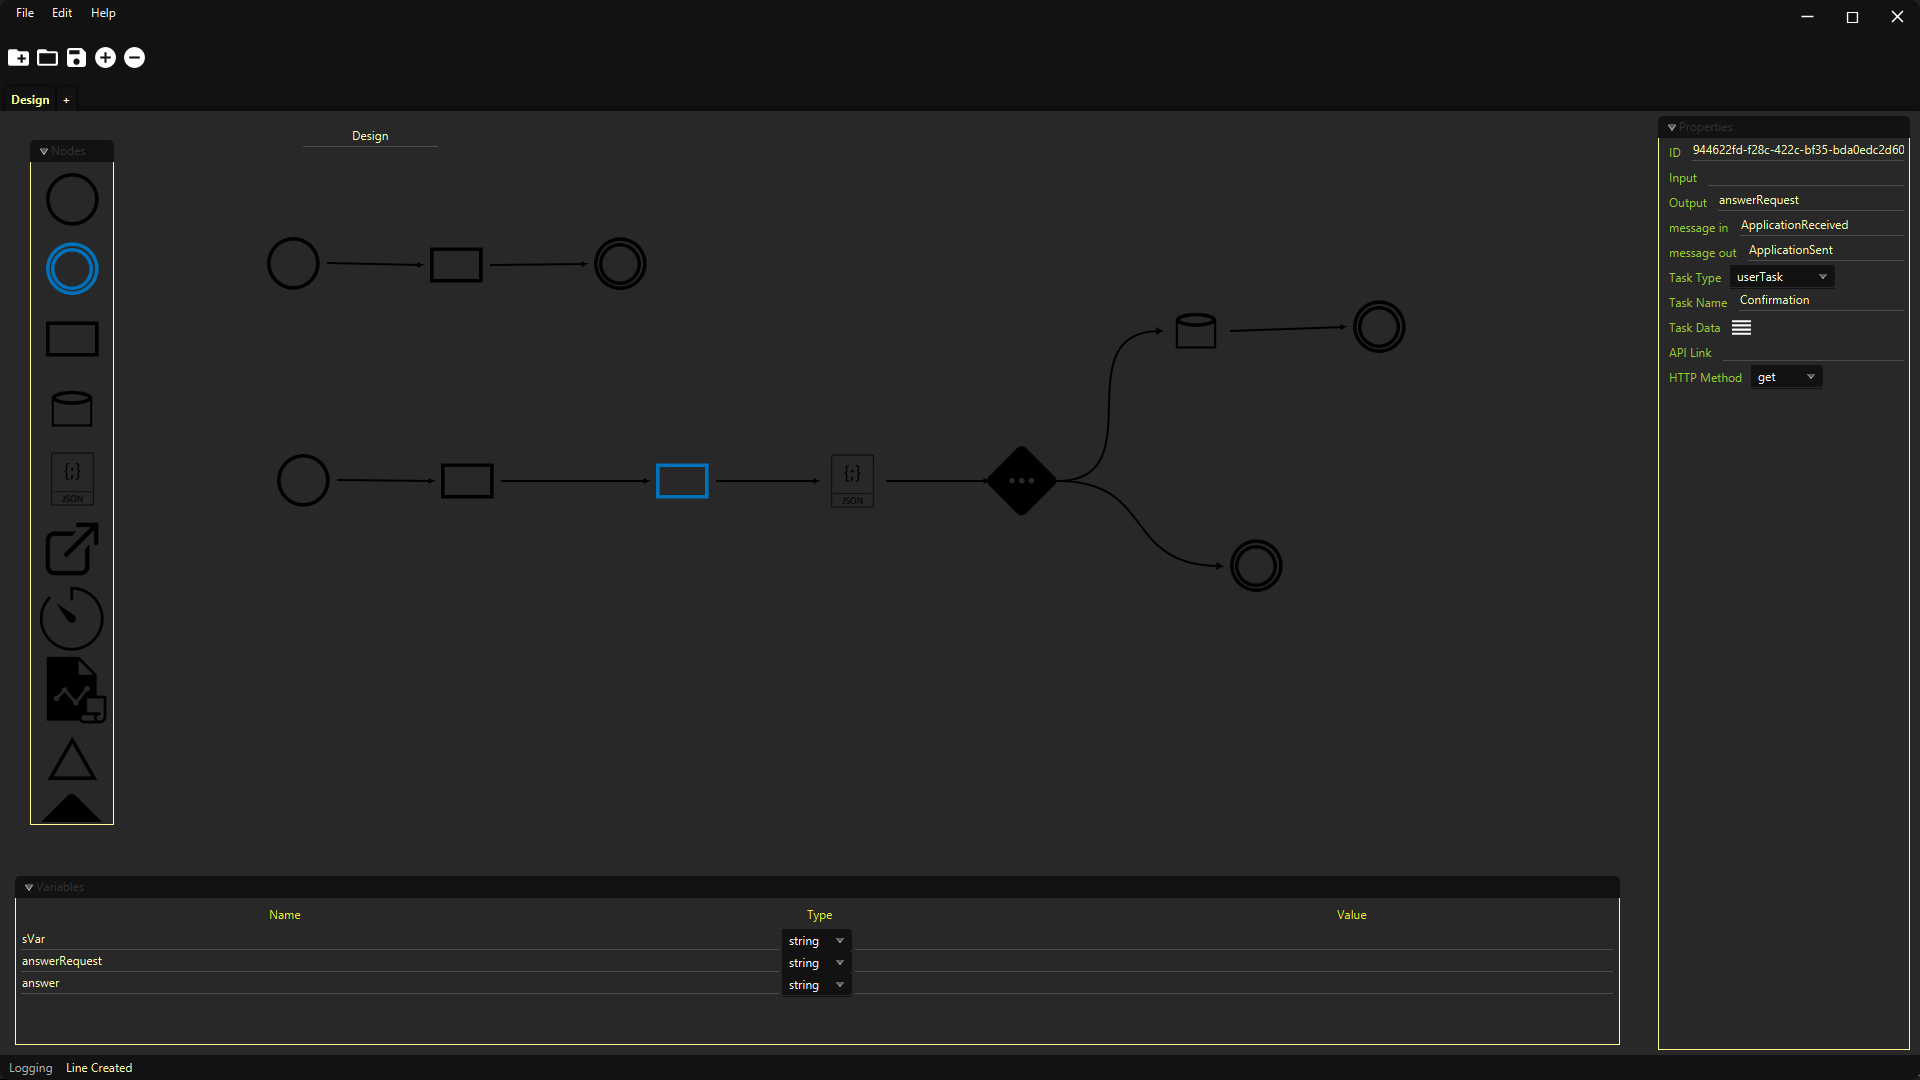 File Edit Help
Design +
Design
Nodes
{;}
JSON
{;}
JSON
Properties
ID 944622fd-f28c-422c-bf35-bda0edc2d60
Input
Output answerRequest
message in ApplicationReceived
message out ApplicationSent
Task Type userTask
Task Name Confirmation
Task Data
API Link
HTTP Method get
Variables
Name Type Value
sVar string
answerRequest string
answer string
Logging Line Created